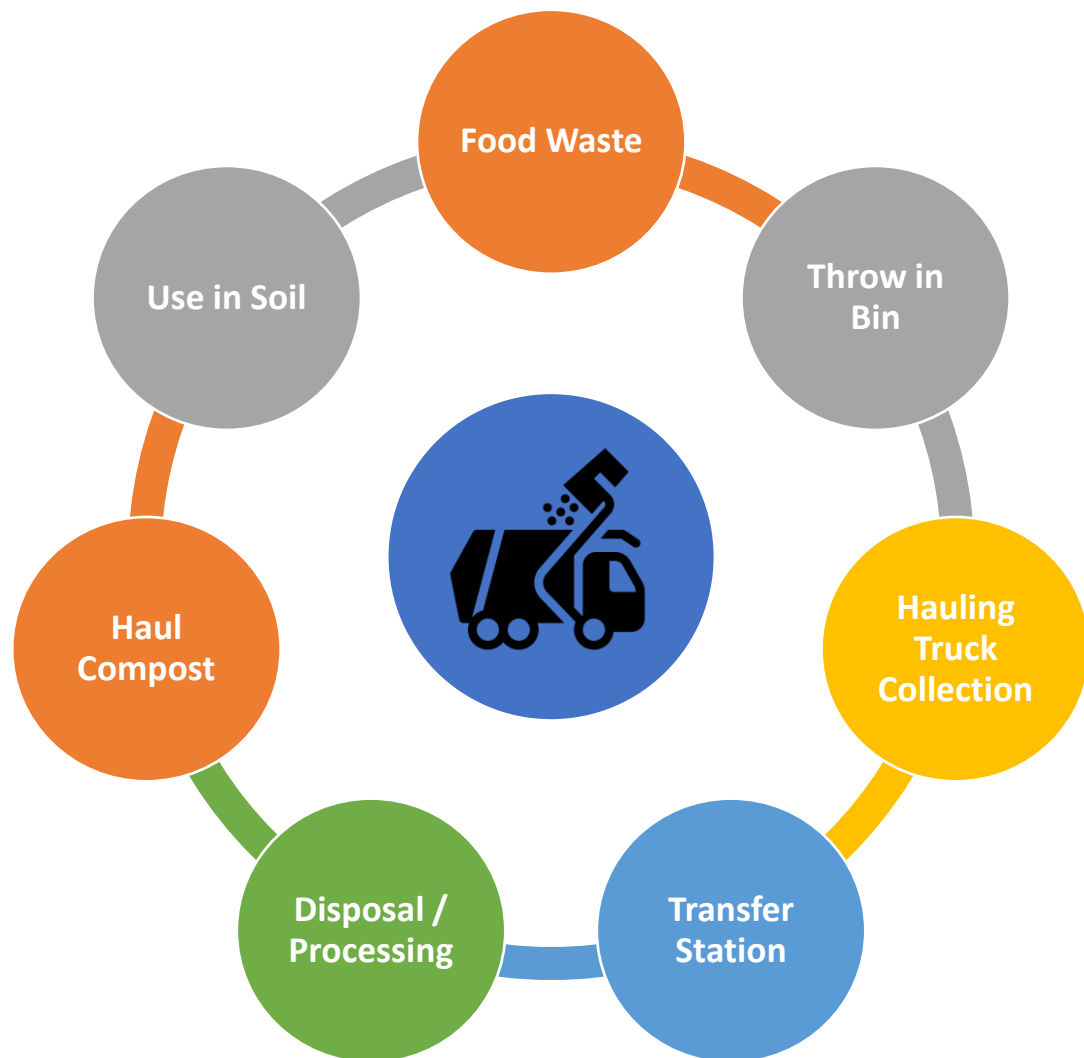 Food Waste
Throw in
Bin
Hauling
Truck
Collection
Transfer
Station
Disposal /
Processing
Haul
Compost
Use in Soil